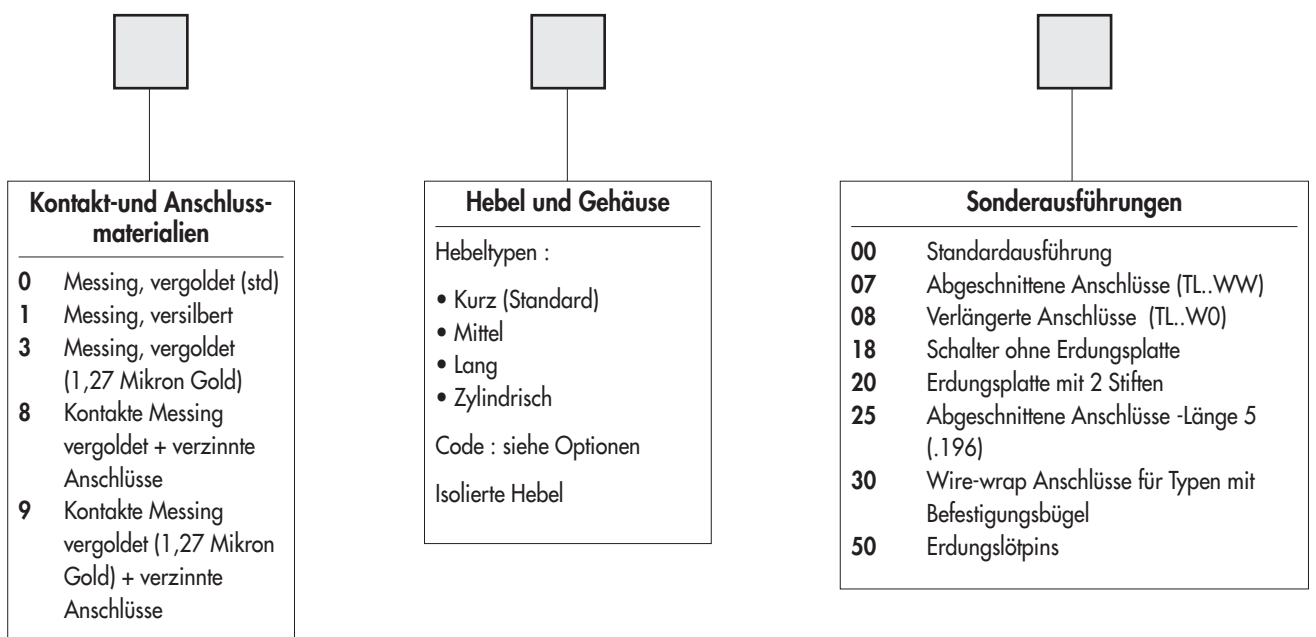 Kontakt-und Anschluss-
materialien
0 Messing, vergoldet (std)
1 Messing, versilbert
3 Messing, vergoldet
(1,27 Mikron Gold)
8 Kontakte Messing
vergoldet + verzinnte
Anschlüsse
9 Kontakte Messing
vergoldet (1,27 Mikron
Gold) + verzinnte
Anschlüsse
Hebel und Gehäuse
Hebeltypen :
• Kurz (Standard)
• Mittel
• Lang
• Zylindrisch
Code : siehe Optionen
Isolierte Hebel
Sonderausführungen
00 Standardausführung
07 Abgeschnittene Anschlüsse (TL..WW)
08 Verlängerte Anschlüsse (TL..W0)
18 Schalter ohne Erdungsplatte
20 Erdungsplatte mit 2 Stiften
25 Abgeschnittene Anschlüsse -Länge 5
(.196)
30 Wire-wrap Anschlüsse für Typen mit
Befestigungsbügel
50 Erdungslötpins